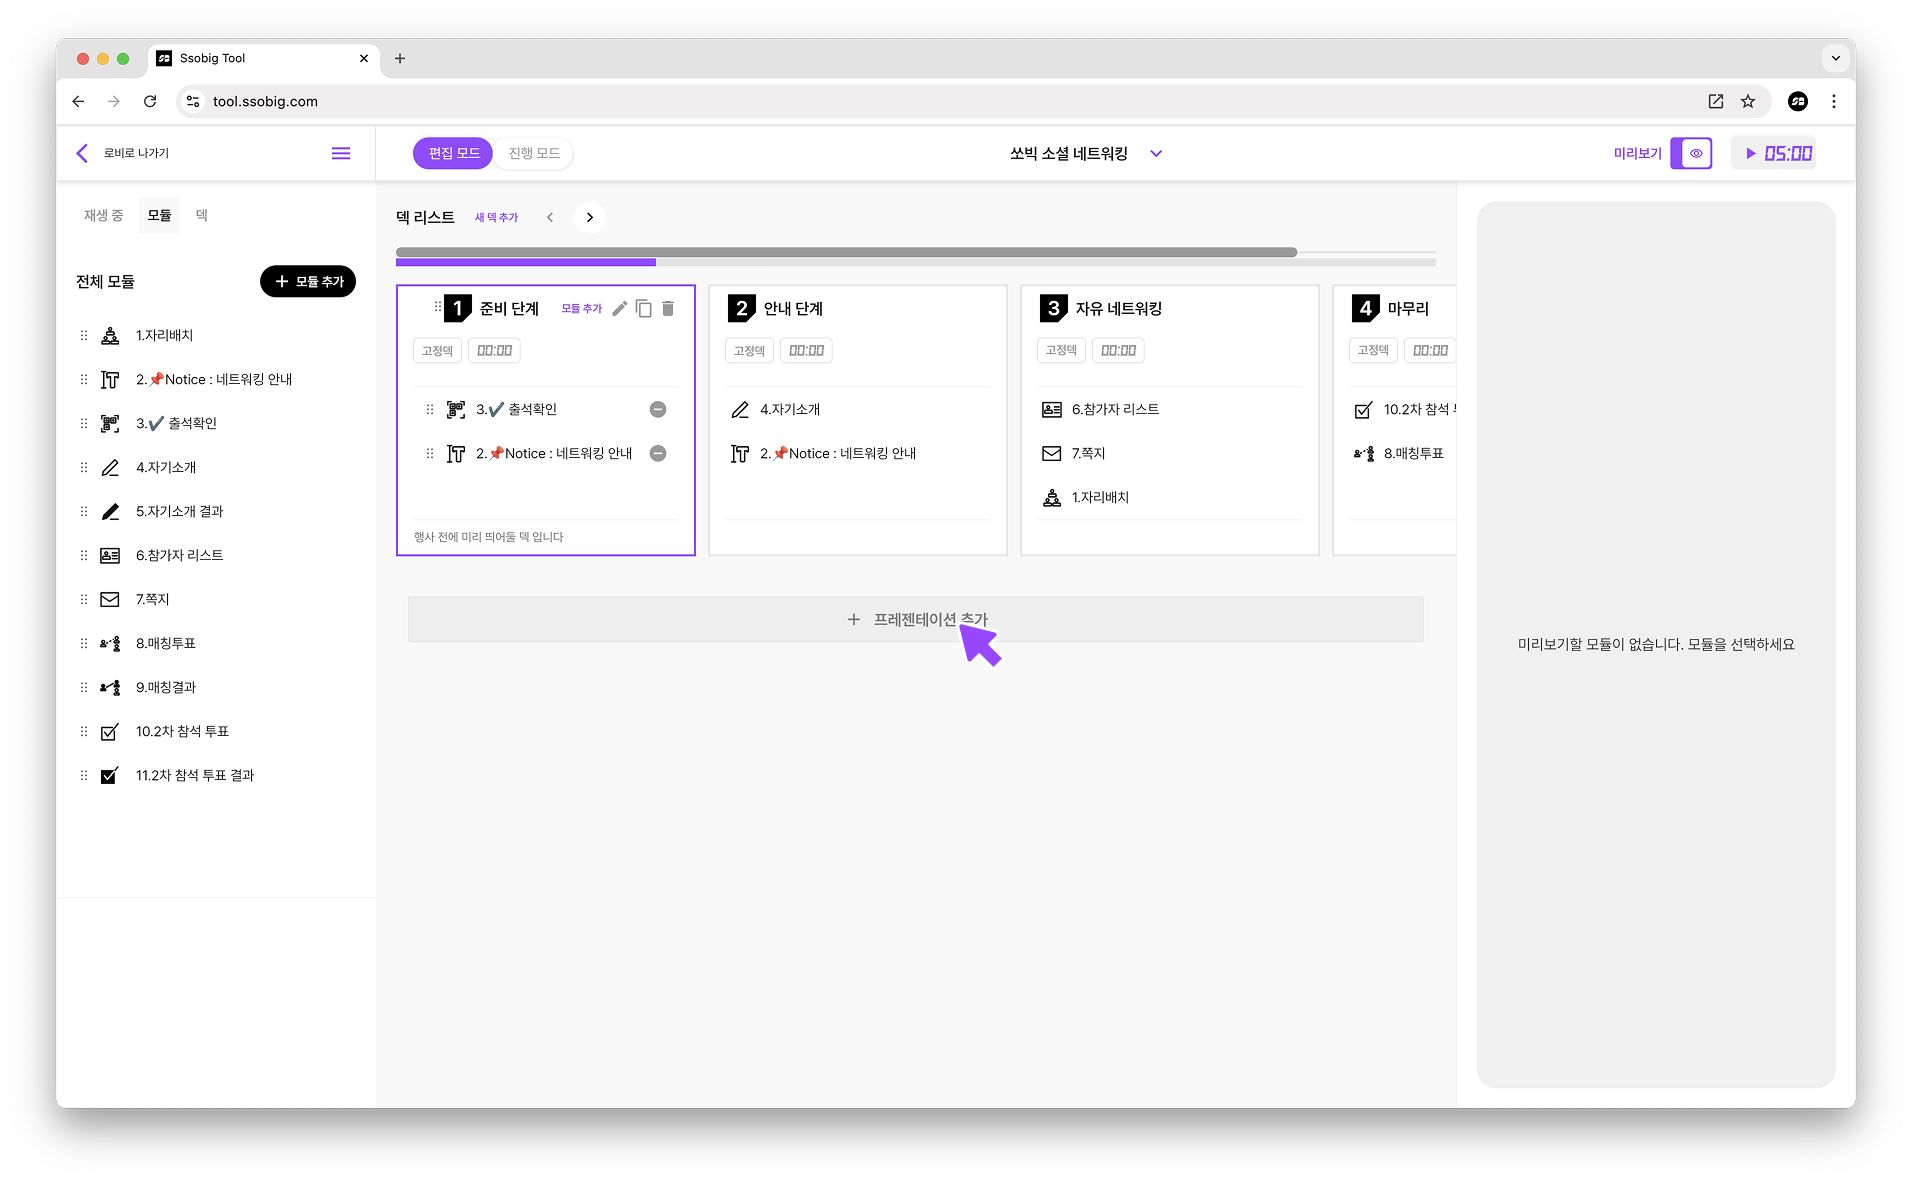 Ssobig Tool
tool.ssobig.com
로비로 나가기
편집 모드
진행 모드
쏘빅 소셜 네트워킹
미리보기
05:00
재생 중
모듈
덱
전체 모듈
모듈 추가
1.자리배치
2.📌Notice : 네트워킹 안내
3.✔️ 출석확인
4.자기소개
5.자기소개 결과
6.참가자 리스트
7.쪽지
8.매칭투표
9.매칭결과
10.2차 참석 투표
11.2차 참석 투표 결과
덱 리스트
새 덱 추가
1
준비 단계
모듈 추가
고정덱
00:00
3.✔️ 출석확인
2.📌Notice : 네트워킹 안내
행사 전에 미리 띄어둘 덱 입니다
2
안내 단계
고정덱
00:00
4.자기소개
2.📌Notice : 네트워킹 안내
3
자유 네트워킹
고정덱
00:00
6.참가자 리스트
7.쪽지
1.자리배치
4
마무리
고정덱
00:00
10.2차 참석
8.매칭투표
프레젠테이션 추가
미리보기할 모듈이 없습니다. 모듈을 선택하세요